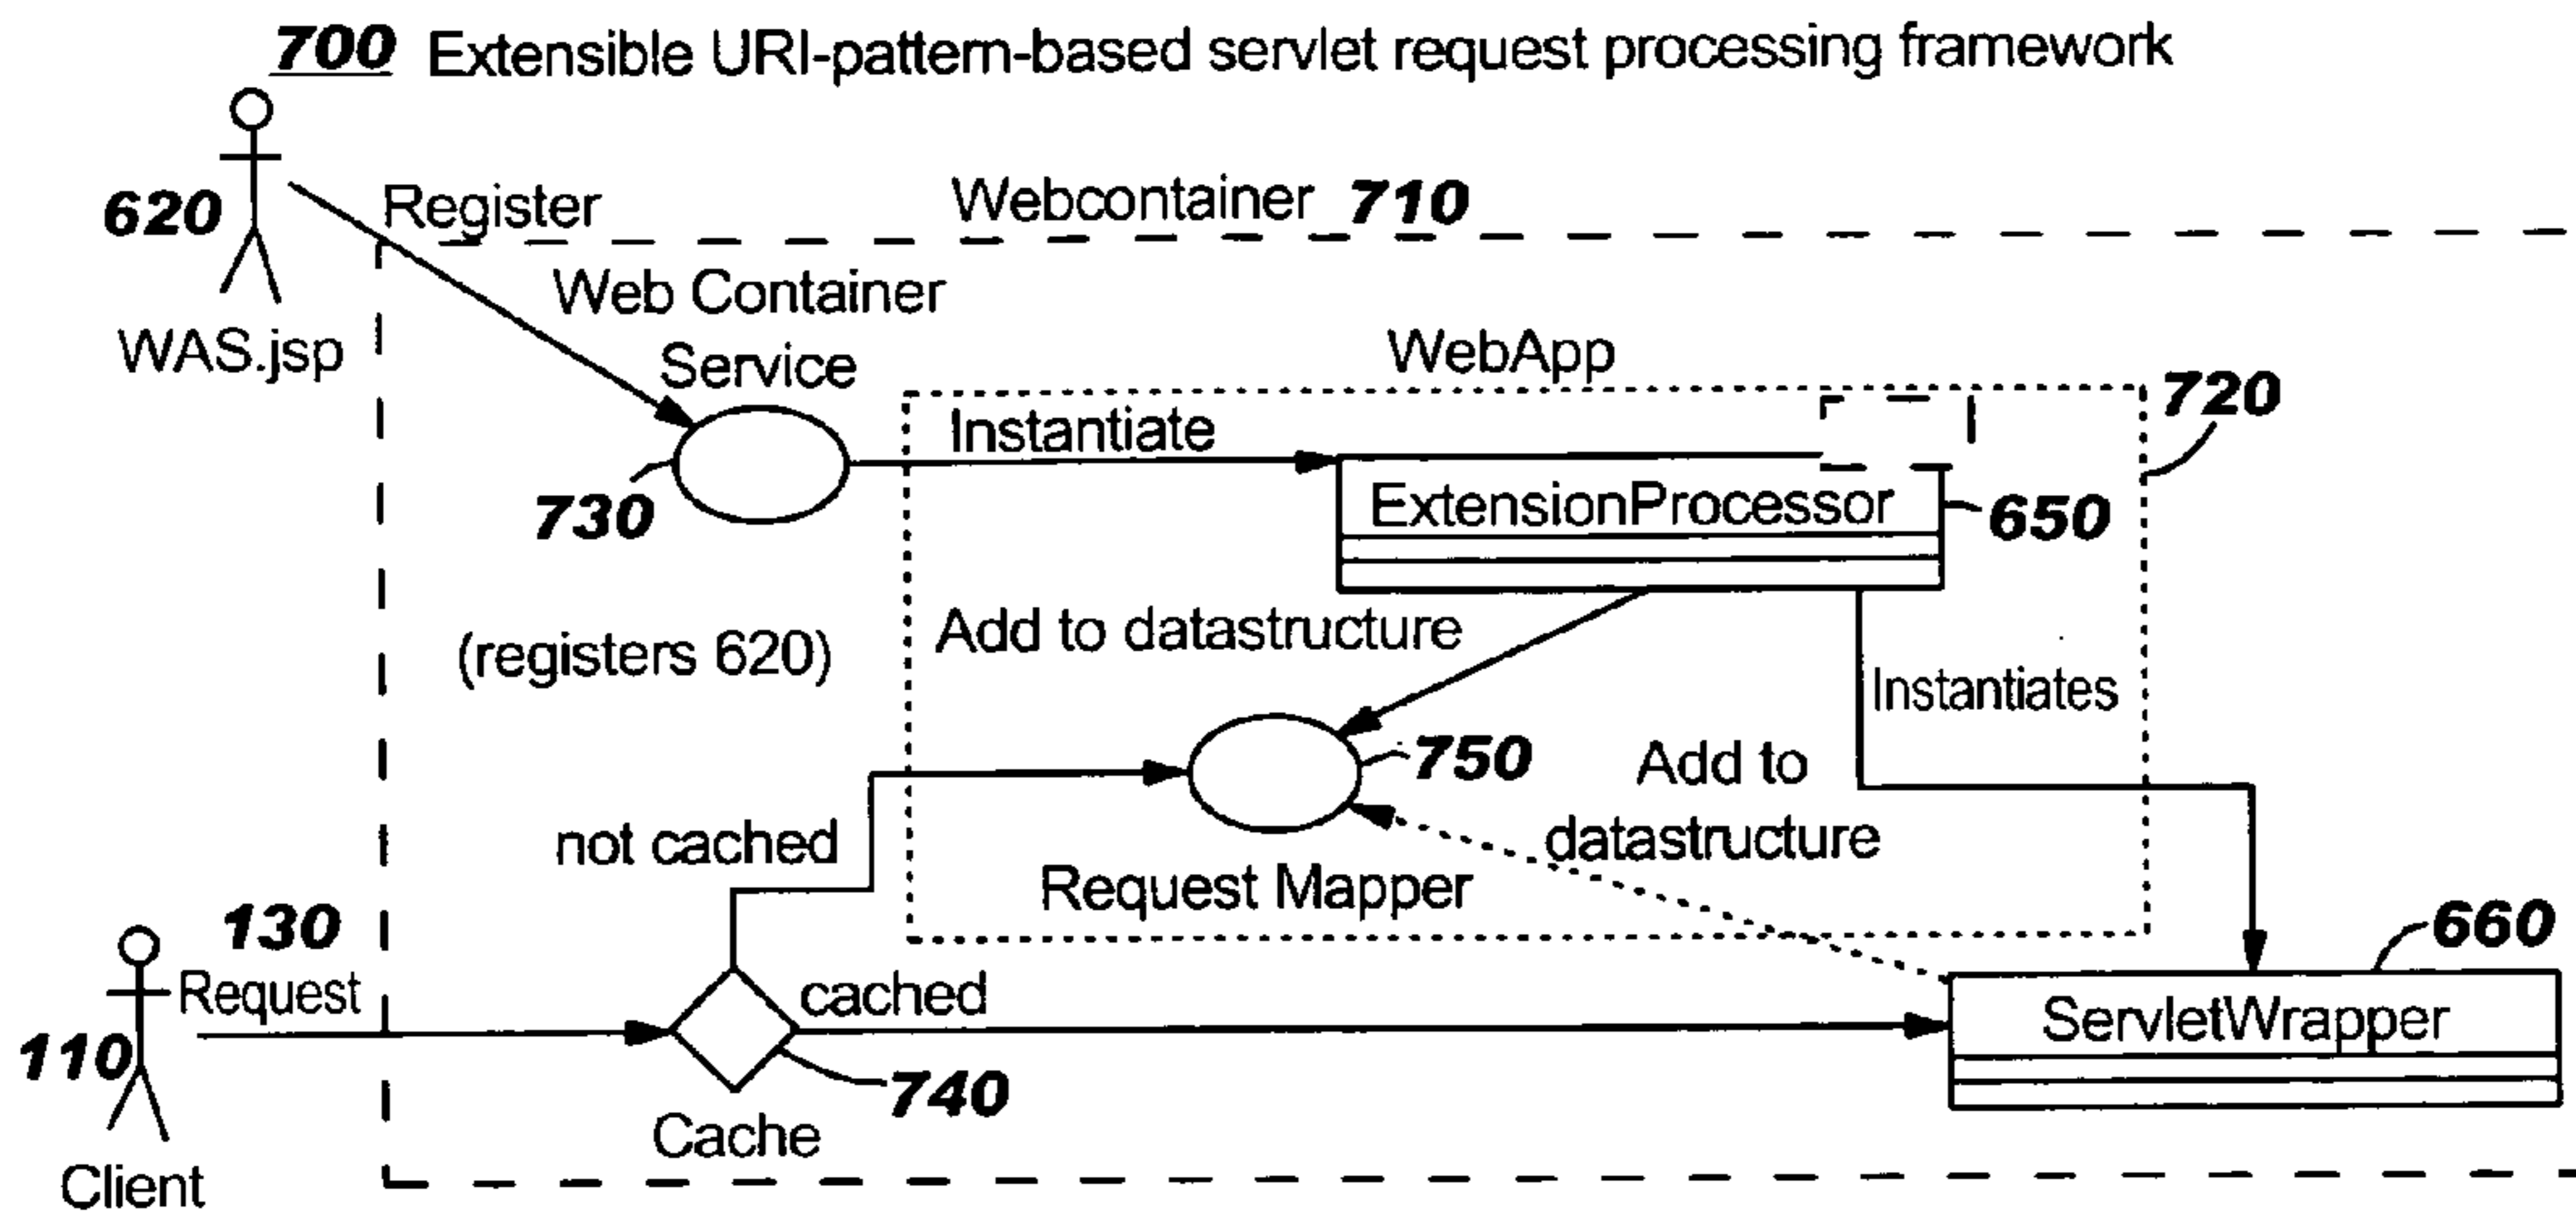 700 Extensible URI-pattern-based servlet request processing framework
620
WAS.jsp
Register
Webcontainer 710
Web Container
Service
730
WebApp
720
Instantiate
ExtensionProcessor
650
(registers 620)
Add to datastructure
Instantiates
750
Add to
datastructure
Request Mapper
not cached
130
Request
110
Client
cached
740
Cache
660
ServletWrapper